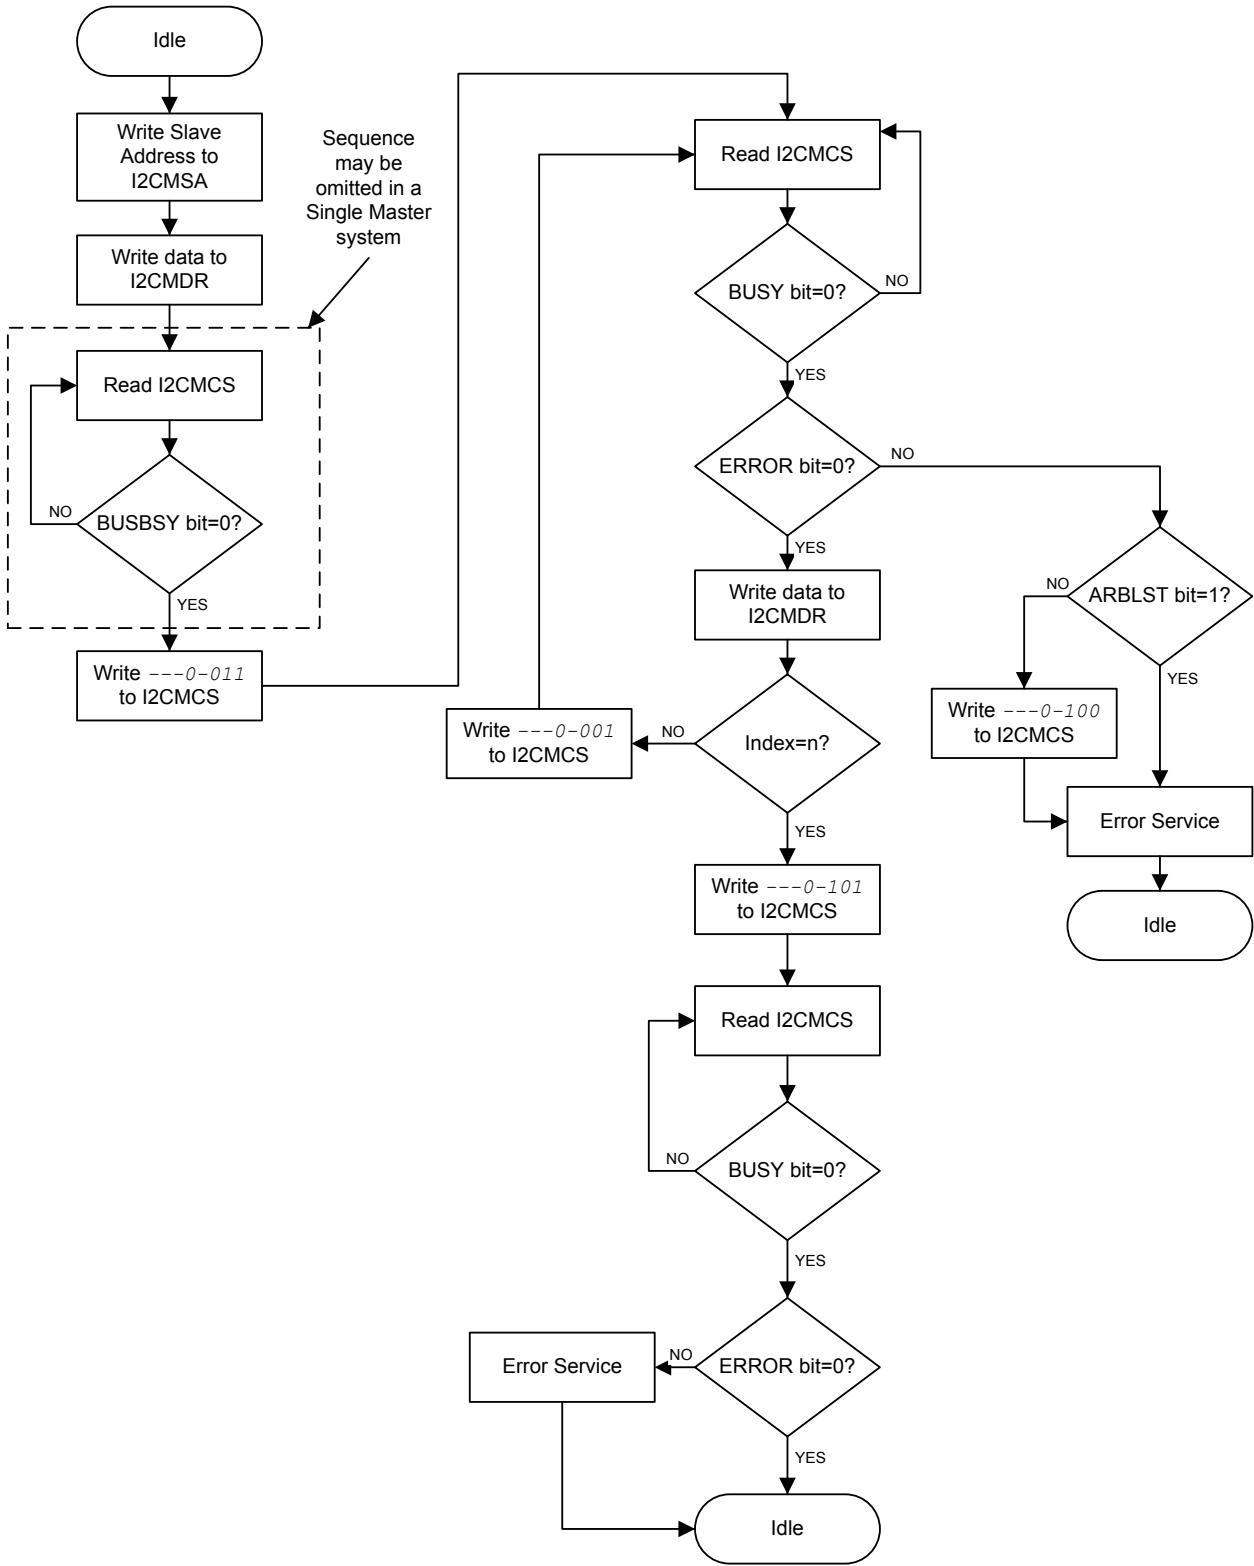 Idle
Write Slave
Address to
I2CMSA
Write data to
I2CMDR
Sequence
may be
omitted in a
Single Master
system
Read I2CMCS
BUSBSY bit=0?
NO
YES
Write ---0-011
to I2CMCS
Read I2CMCS
BUSY bit=0?
NO
YES
ERROR bit=0?
NO
YES
Write data to
I2CMDR
Index=n?
NO
Write ---0-001
to I2CMCS
YES
Write ---0-101
to I2CMCS
Read I2CMCS
BUSY bit=0?
NO
YES
ERROR bit=0?
NO
Error Service
YES
Idle
ARBLST bit=1?
NO
YES
Write ---0-100
to I2CMCS
Error Service
Idle